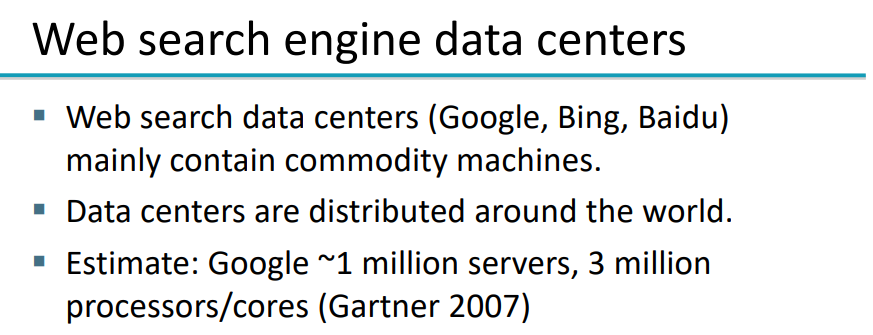 Web search engine data centers
▪ Web search data centers (Google, Bing, Baidu)
mainly contain commodity machines.
▪ Data centers are distributed around the world.
▪ Estimate: Google ~1 million servers, 3 million
processors/cores (Gartner 2007)